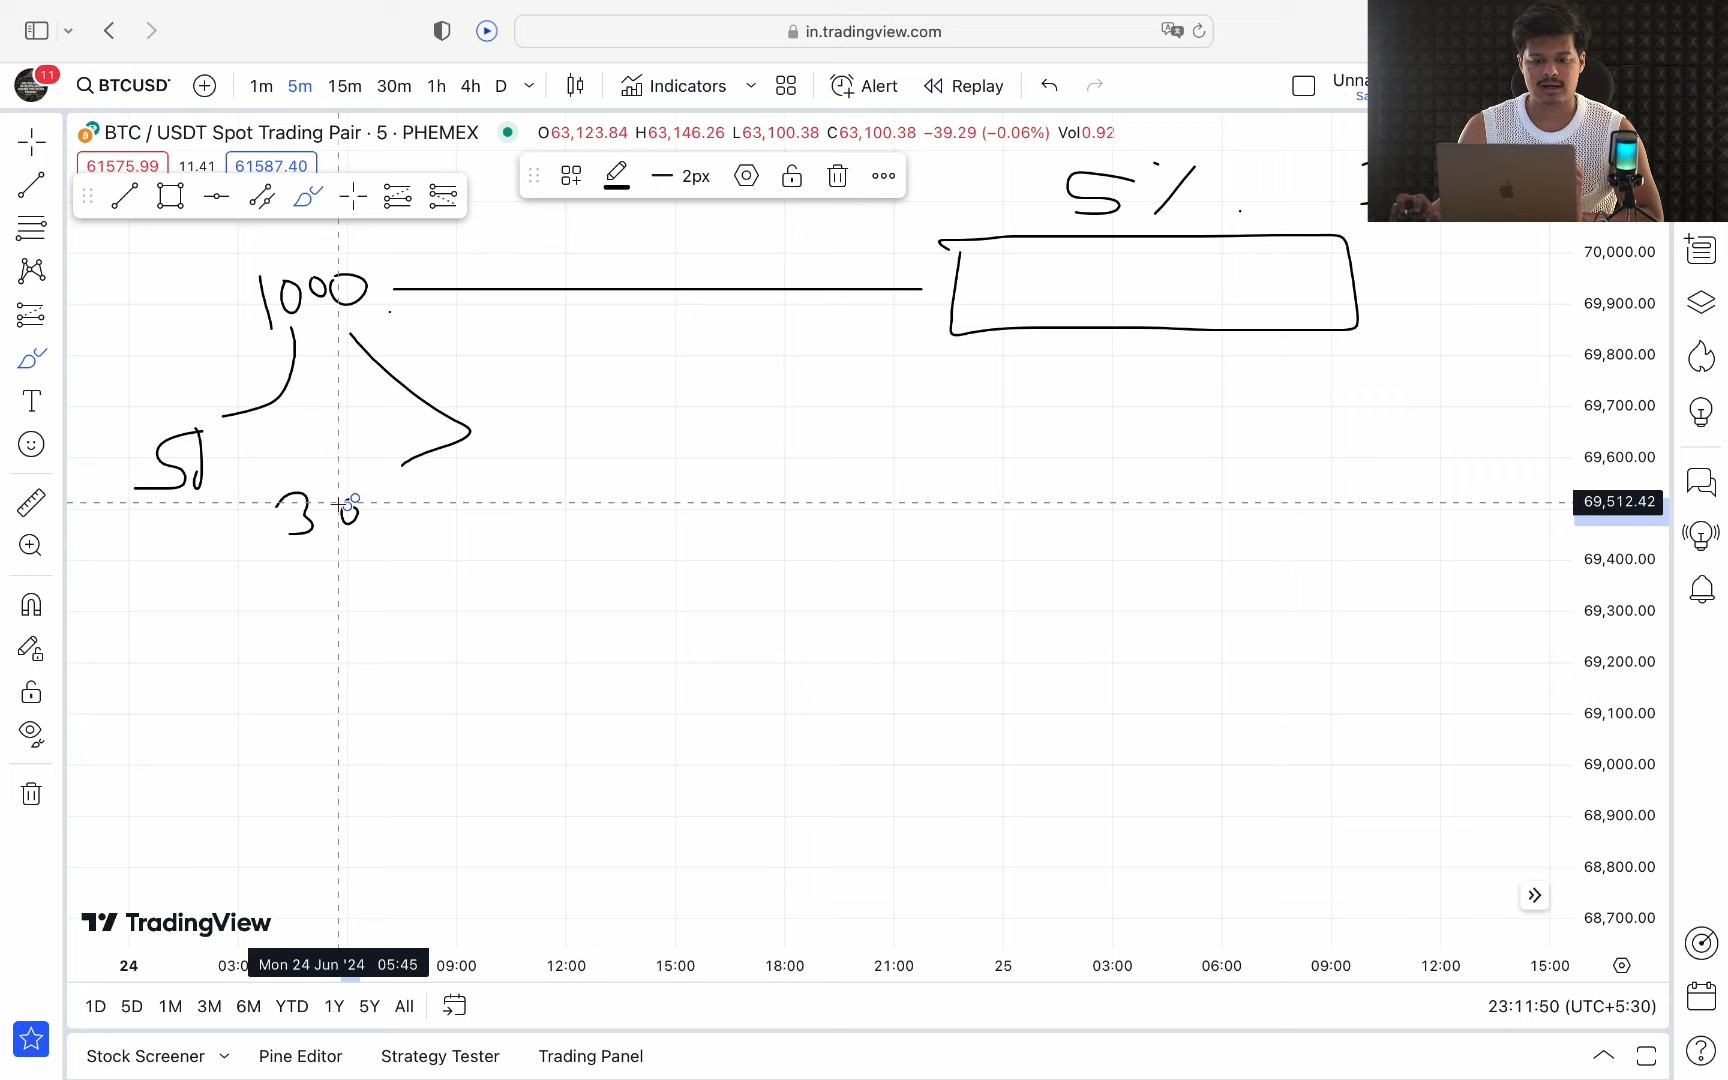 in.tradingview.com
11
BTCUSD
1m 5m 15m 30m 1h 4h D Indicators Alert Replay
BTC / USDT Spot Trading Pair · 5 · PHEMEX O63,123.84 H63,146.26 L63,100.38 C63,100.38 −39.29 (−0.06%) Vol0.92
61575.99 11.41 61587.40
2px
5%
1000
50
30
70,000.00
69,900.00
69,800.00
69,700.00
69,600.00
69,512.42
69,400.00
69,300.00
69,200.00
69,100.00
69,000.00
68,900.00
68,800.00
68,700.00
TradingView
24 03:0 Mon 24 Jun '24 05:45 09:00 12:00 15:00 18:00 21:00 25 03:00 06:00 09:00 12:00 15:00
1D 5D 1M 3M 6M YTD 1Y 5Y All 23:11:50 (UTC+5:30)
Stock Screener Pine Editor Strategy Tester Trading Panel